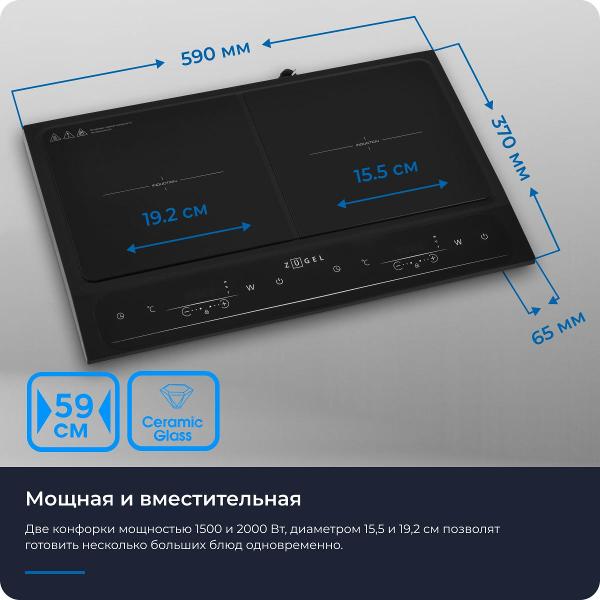 590 мм
370 мм
INDUCTION
INDUCTION
15.5 см
19.2 см
ZÜGEL
°C
W
°C
W
65 мм
59
см
Ceramic
Glass
Мощная и вместительная
Две конфорки мощностью 1500 и 2000 Вт, диаметром 15,5 и 19,2 см позволят
готовить несколько больших блюд одновременно.